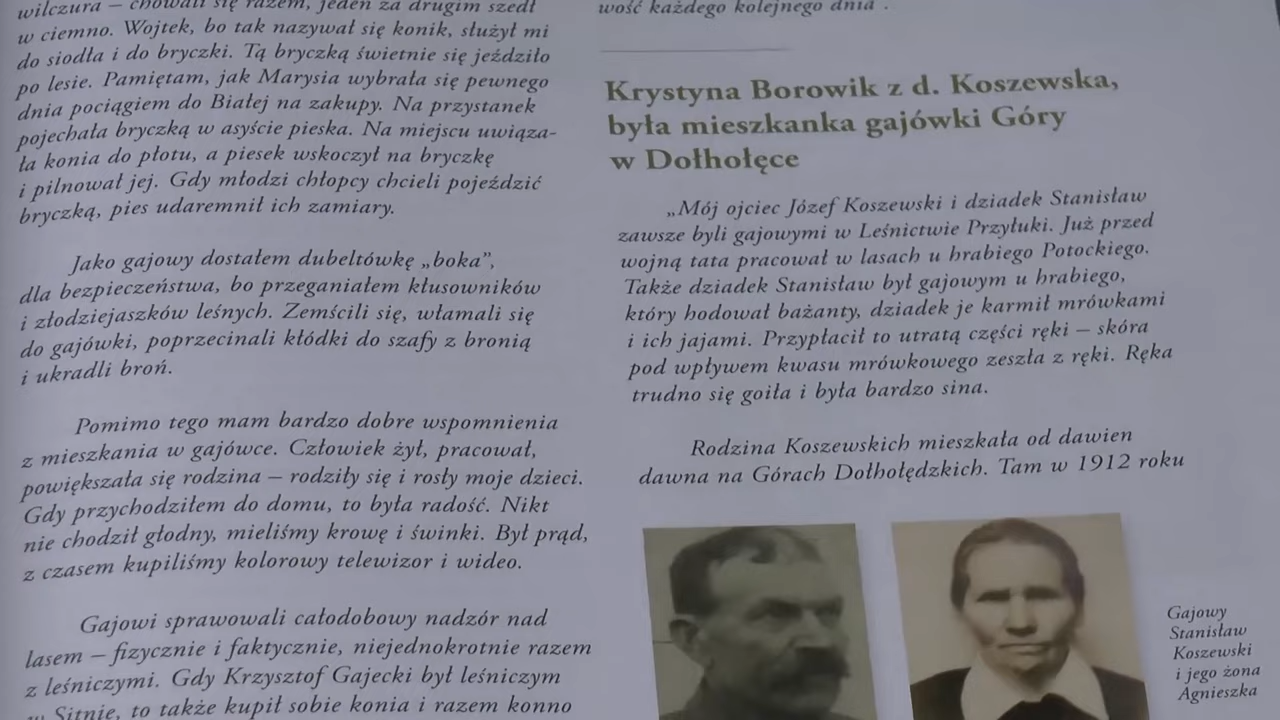 wilczura – chowali się razem, jeden za drugim szedł
w ciemno. Wojtek, bo tak nazywał się konik, służył mi
do siodła i do bryczki. Tą bryczką świetnie się jeździło
po lesie. Pamiętam, jak Marysia wybrała się pewnego
dnia pociągiem do Białej na zakupy. Na przystanek
pojechała bryczką w asyście pieska. Na miejscu uwiąza-
ła konia do płotu, a piesek wskoczył na bryczkę
i pilnował jej. Gdy młodzi chłopcy chcieli pojeździć
bryczką, pies udaremnił ich zamiary.
Jako gajowy dostałem dubeltówkę „boka”,
dla bezpieczeństwa, bo przeganiałem kłusowników
i złodziejaszków leśnych. Zemścili się, włamali się
do gajówki, poprzecinali kłódki do szafy z bronią
i ukradli broń.
Pomimo tego mam bardzo dobre wspomnienia
z mieszkania w gajówce. Człowiek żył, pracował,
powiększała się rodzina – rodziły się i rosły moje dzieci.
Gdy przychodziłem do domu, to była radość. Nikt
nie chodził głodny, mieliśmy krowę i świnki. Był prąd,
z czasem kupiliśmy kolorowy telewizor i wideo.
Gajowi sprawowali całodobowy nadzór nad
lasem – fizycznie i faktycznie, niejednokrotnie razem
z leśniczymi. Gdy Krzysztof Gajecki był leśniczym
w Sitnie, to także kupił sobie konia i razem konno
wość każdego kolejnego dnia”.
Krystyna Borowik z d. Koszewska,
była mieszkanka gajówki Góry
w Dołhołęce
„Mój ojciec Józef Koszewski i dziadek Stanisław
zawsze byli gajowymi w Leśnictwie Przyłuki. Już przed
wojną tata pracował w lasach u hrabiego Potockiego.
Także dziadek Stanisław był gajowym u hrabiego,
który hodował bażanty, dziadek je karmił mrówkami
i ich jajami. Przypłacił to utratą części ręki – skóra
pod wpływem kwasu mrówkowego zeszła z ręki. Ręka
trudno się goiła i była bardzo sina.
Rodzina Koszewskich mieszkała od dawien
dawna na Górach Dołhołędzkich. Tam w 1912 roku
Gajowy
Stanisław
Koszewski
i jego żona
Agnieszka